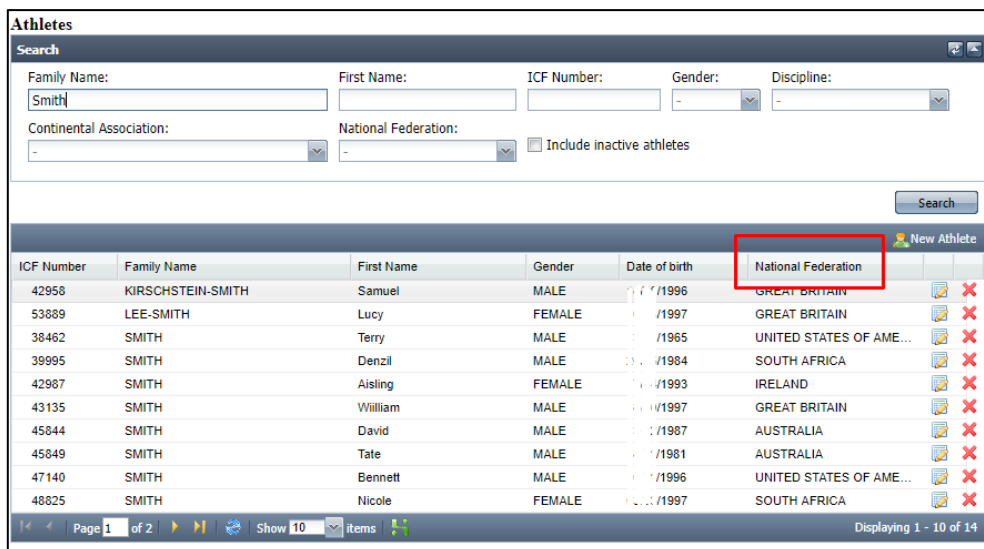 Athletes
Search
Family Name: First Name: ICF Number: Gender: Discipline:
Smith - -
Continental Association: National Federation:
- - Include inactive athletes
Search
New Athlete
ICF Number Family Name First Name Gender Date of birth National Federation
42958 KIRSCHSTEIN-SMITH Samuel MALE /1996 GREAT BRITAIN
53889 LEE-SMITH Lucy FEMALE /1997 GREAT BRITAIN
38462 SMITH Terry MALE /1965 UNITED STATES OF AME...
39995 SMITH Denzil MALE /1984 SOUTH AFRICA
42987 SMITH Aisling FEMALE /1993 IRELAND
43135 SMITH Wiilliam MALE /1997 GREAT BRITAIN
45844 SMITH David MALE /1987 AUSTRALIA
45849 SMITH Tate MALE /1981 AUSTRALIA
47140 SMITH Bennett MALE /1996 UNITED STATES OF AME...
48825 SMITH Nicole FEMALE /1997 SOUTH AFRICA
Page 1 of 2 Show 10 items Displaying 1 - 10 of 14